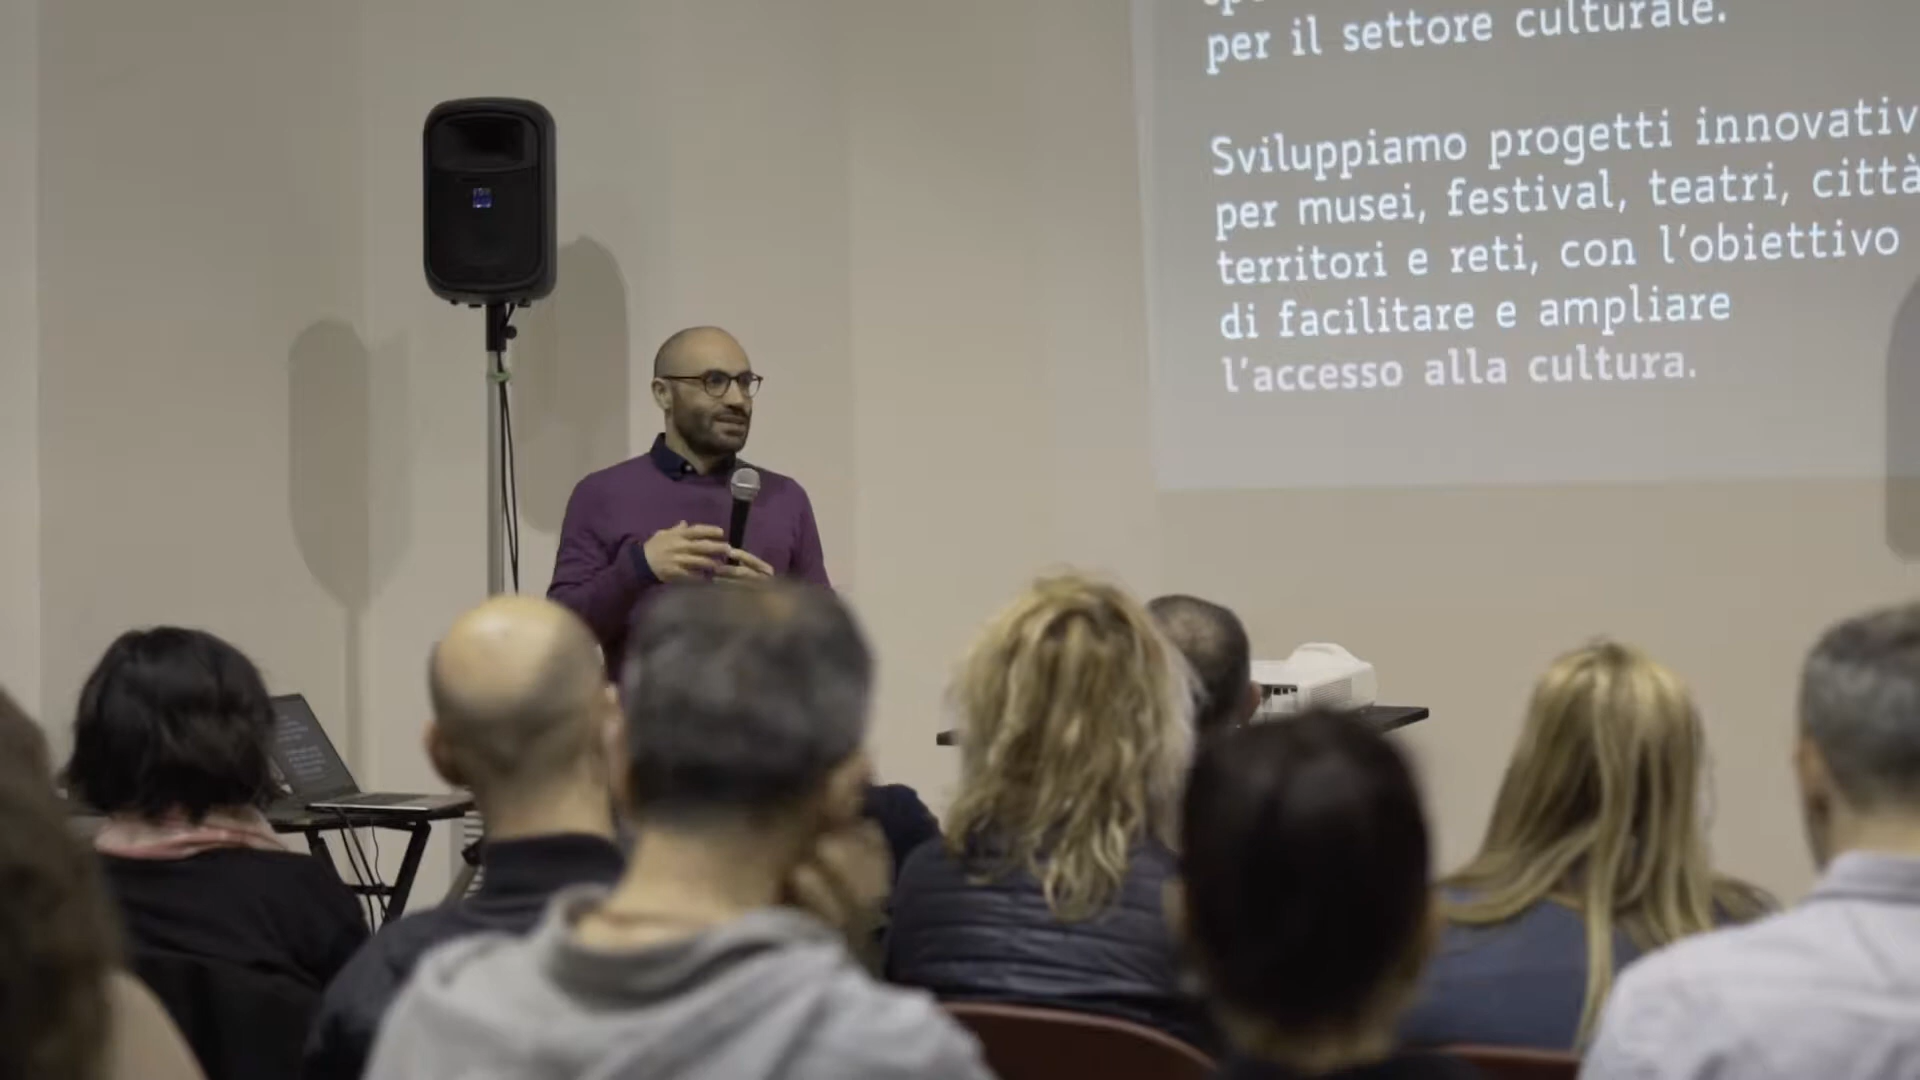 per il settore culturale.
Sviluppiamo progetti innovativ
per musei, festival, teatri, città
territori e reti, con l'obiettivo
di facilitare e ampliare
l'accesso alla cultura.